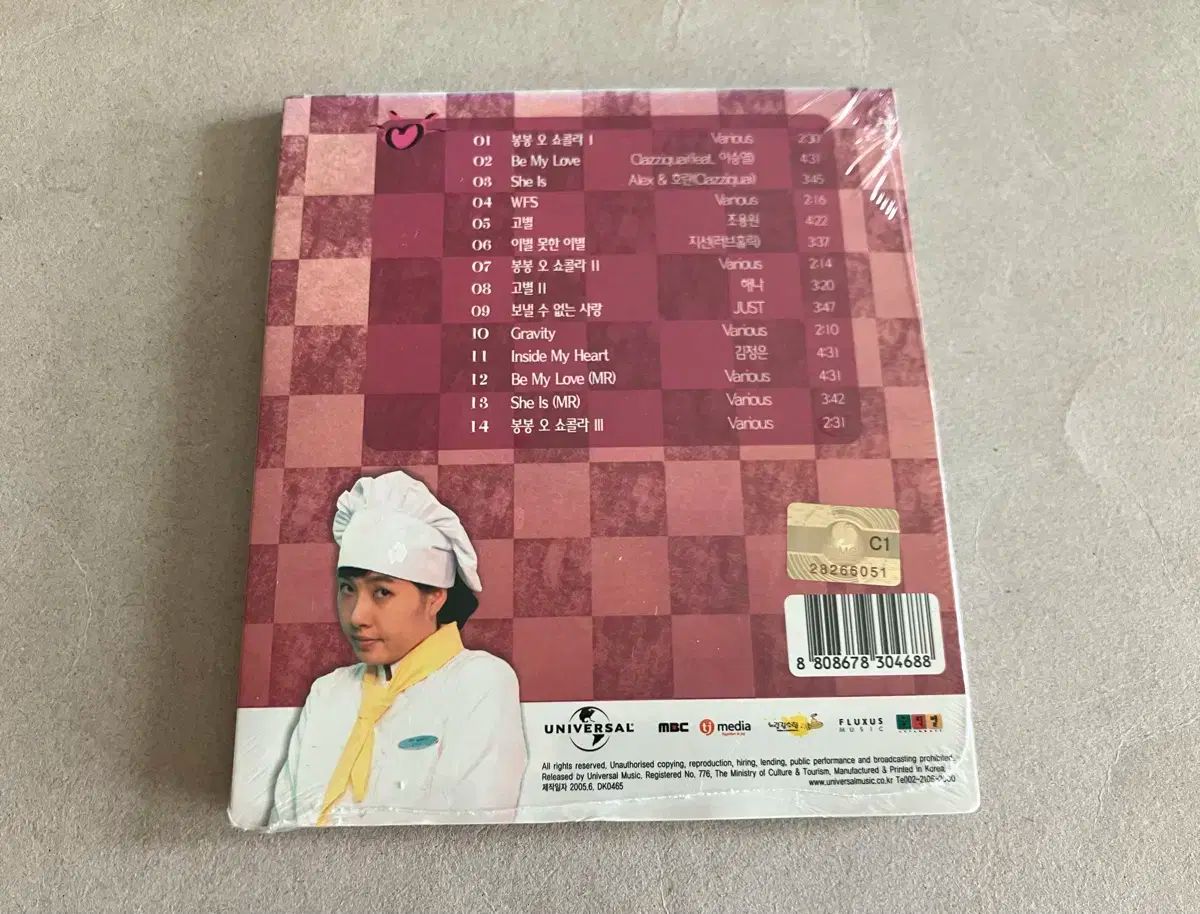 01 봉봉 오 쇼콜라 I Various 2:30
02 Be My Love Clazziquai(feat. 이승열) 4:31
03 She Is Alex & 호란(Clazziquai) 3:45
04 WFS Various 2:16
05 고별 조용원 4:22
06 이별 못한 이별 지선(러브홀릭) 3:37
07 봉봉 오 쇼콜라 II Various 2:14
08 고별 II 해나 3:20
09 보낼 수 없는 사랑 JUST 3:47
10 Gravity Various 2:10
11 Inside My Heart 김정은 4:31
12 Be My Love (MR) Various 4:31
13 She Is (MR) Various 3:42
14 봉봉 오 쇼콜라 III Various 2:31
C1
28266051
8 808678 304688
UNIVERSAL MBC tj media FLUXUS MUSIC
All rights reserved, Unauthorised copying, reproduction, hiring, lending, public performance and broadcasting prohibited.
Released by Universal Music. Registered No, 776, The Ministry of Culture & Tourism, Manufactured & Printed in Korea,
제작일자 2005.6, DK0465 www.universalmusic.co.kr